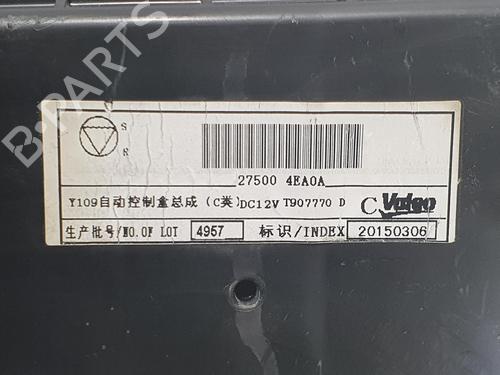 B-PARTS
S
R
27500 4EA0A
Y109自动控制盒总成 (C英) DC12V T907770 D C Valeo
生产批号/NO.OF LOT 4957 标识/INDEX 20150306